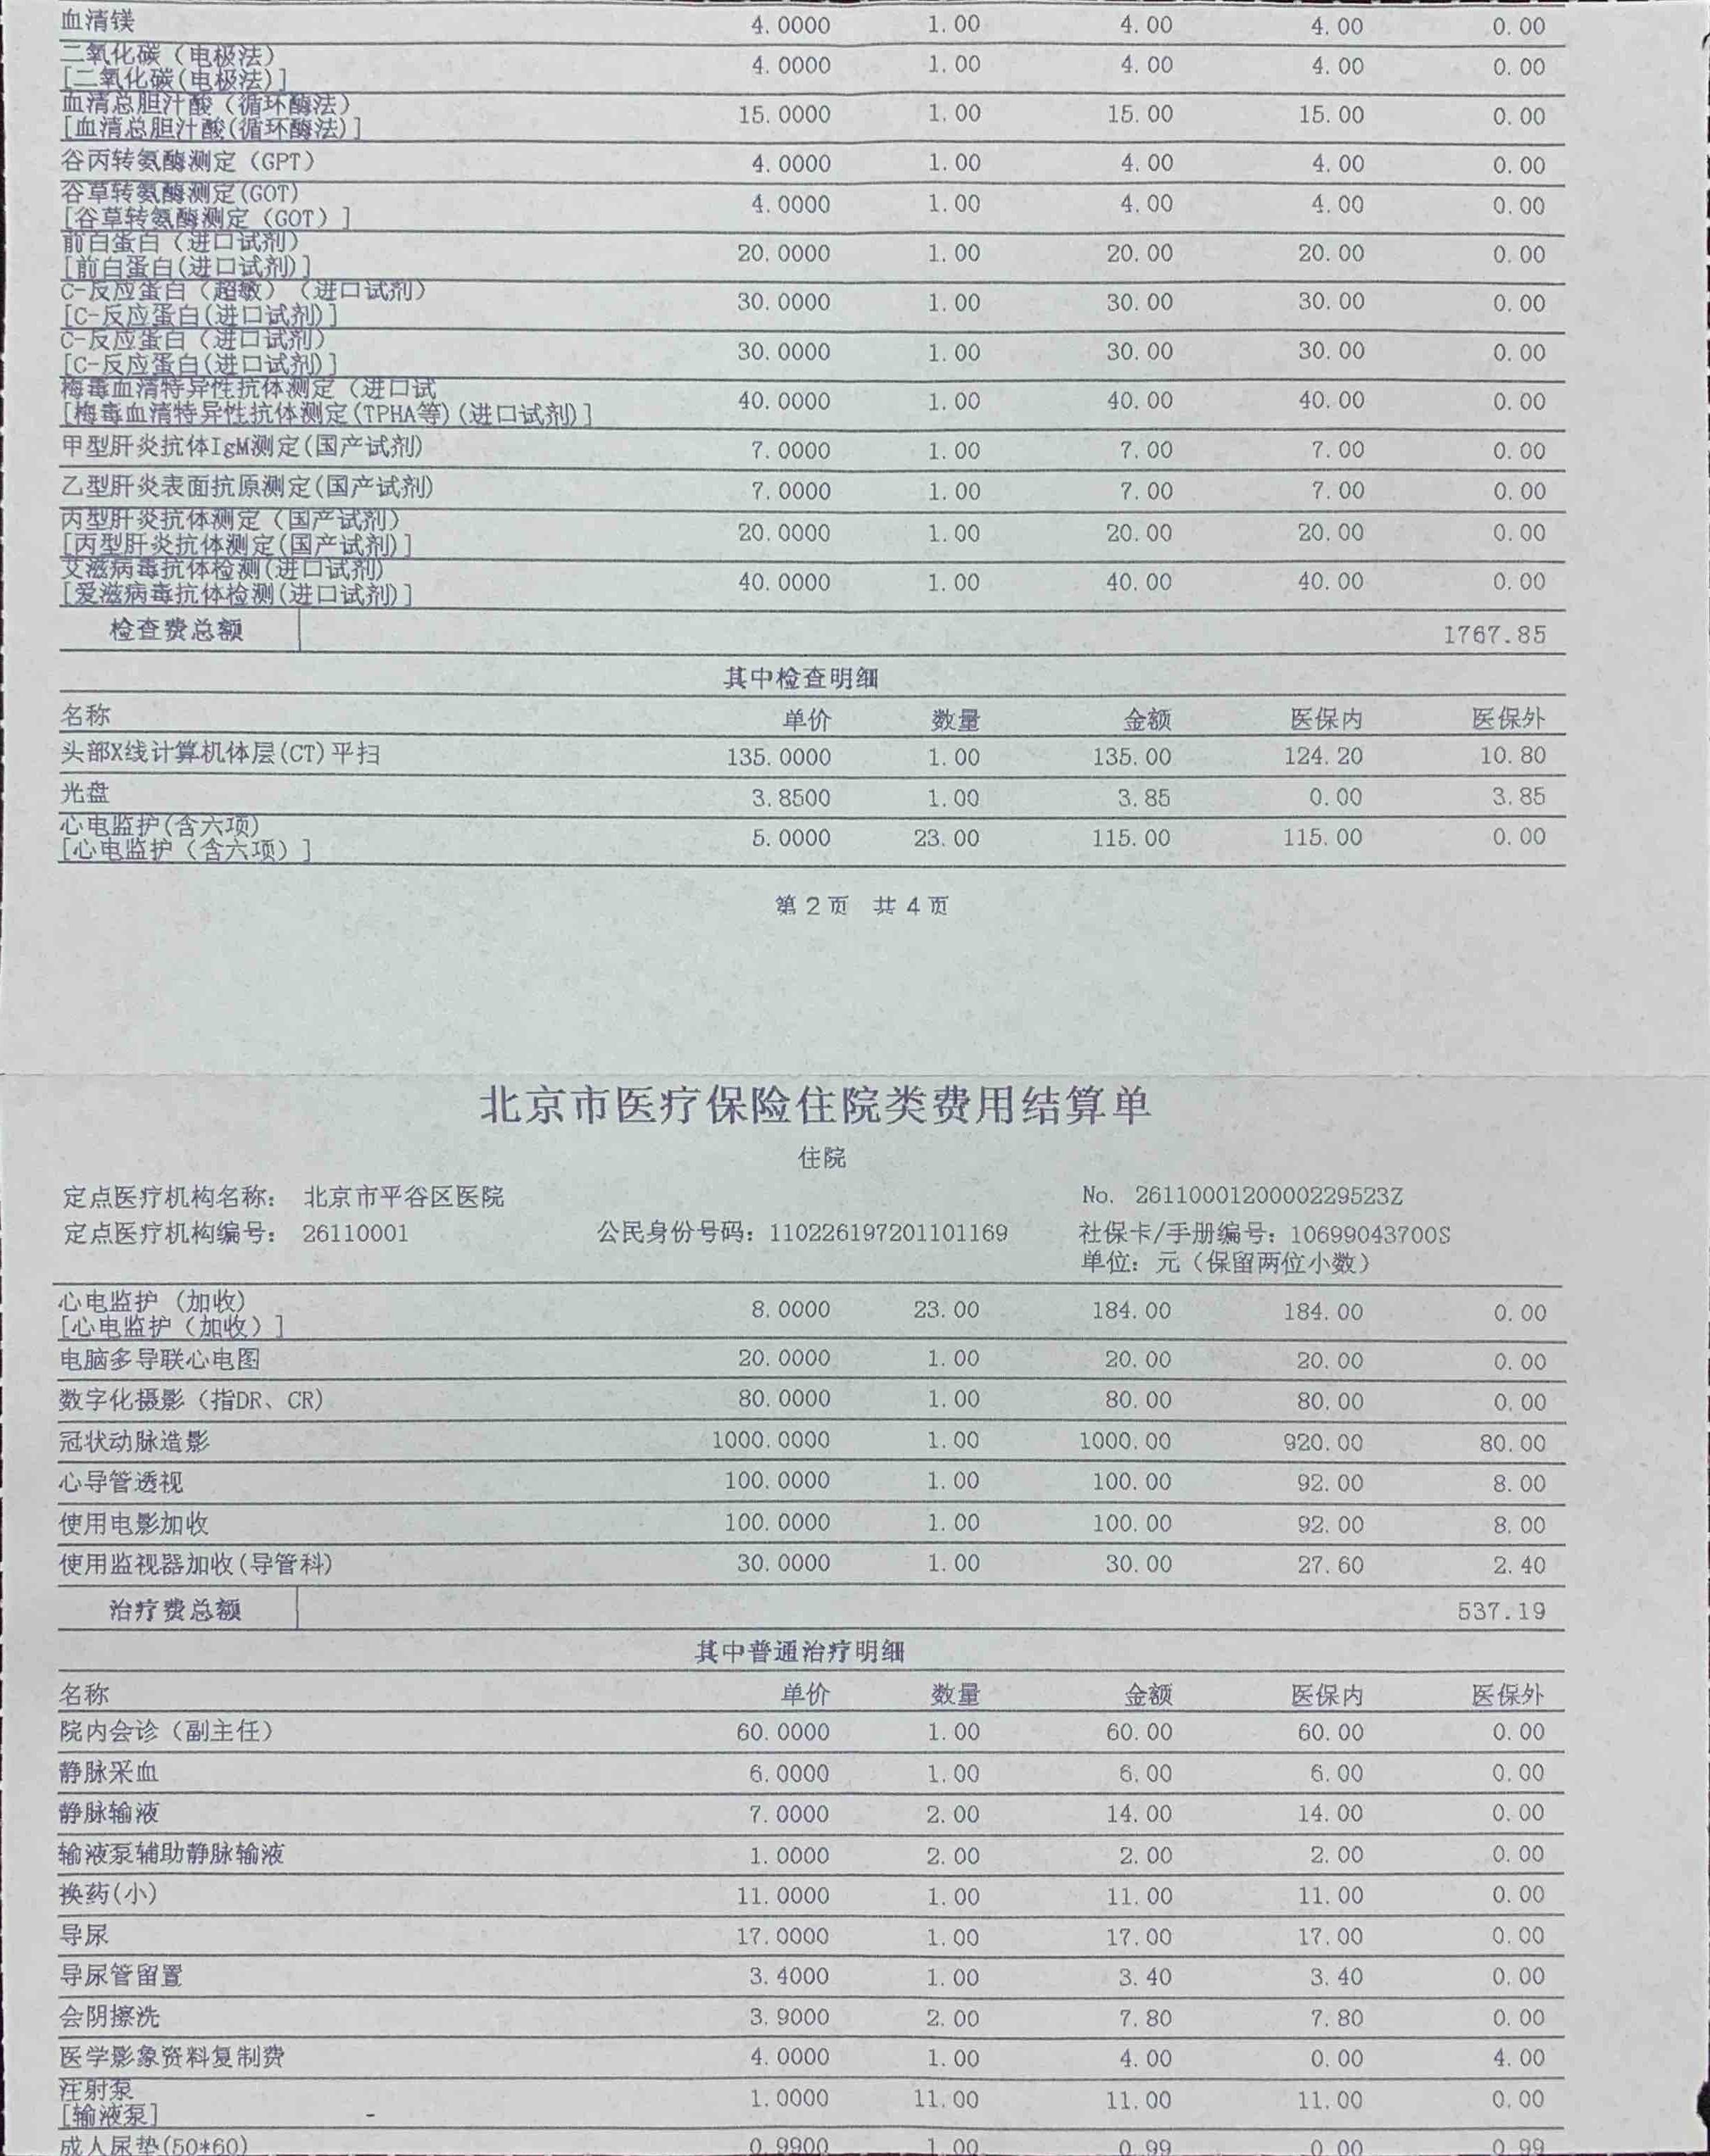 血清镁 4.0000 1.00 4.00 4.00 0.00
二氧化碳（电极法）
[二氧化碳(电极法)] 4.0000 1.00 4.00 4.00 0.00
血清总胆汁酸（循环酶法）
[血清总胆汁酸(循环酶法)] 15.0000 1.00 15.00 15.00 0.00
谷丙转氨酶测定（GPT） 4.0000 1.00 4.00 4.00 0.00
谷草转氨酶测定(GOT)
[谷草转氨酶测定（GOT）] 4.0000 1.00 4.00 4.00 0.00
前白蛋白（进口试剂）
[前白蛋白(进口试剂)] 20.0000 1.00 20.00 20.00 0.00
C-反应蛋白（超敏）（进口试剂）
[C-反应蛋白(进口试剂)] 30.0000 1.00 30.00 30.00 0.00
C-反应蛋白（进口试剂）
[C-反应蛋白(进口试剂)] 30.0000 1.00 30.00 30.00 0.00
梅毒血清特异性抗体测定（进口试
[梅毒血清特异性抗体测定(TPHA等)(进口试剂)] 40.0000 1.00 40.00 40.00 0.00
甲型肝炎抗体IgM测定(国产试剂) 7.0000 1.00 7.00 7.00 0.00
乙型肝炎表面抗原测定(国产试剂) 7.0000 1.00 7.00 7.00 0.00
丙型肝炎抗体测定（国产试剂）
[丙型肝炎抗体测定(国产试剂)] 20.0000 1.00 20.00 20.00 0.00
艾滋病毒抗体检测(进口试剂)
[爱滋病毒抗体检测(进口试剂)] 40.0000 1.00 40.00 40.00 0.00
检查费总额 1767.85
其中检查明细
名称 单价 数量 金额 医保内 医保外
头部X线计算机体层(CT)平扫 135.0000 1.00 135.00 124.20 10.80
光盘 3.8500 1.00 3.85 0.00 3.85
心电监护(含六项)
[心电监护（含六项）] 5.0000 23.00 115.00 115.00 0.00
第2页 共4页
北京市医疗保险住院类费用结算单
住院
定点医疗机构名称： 北京市平谷区医院 No. 26110001200000229523Z
定点医疗机构编号： 26110001 公民身份号码：110226197201101169 社保卡/手册编号：10699043700S
单位：元（保留两位小数）
心电监护（加收）
[心电监护（加收）] 8.0000 23.00 184.00 184.00 0.00
电脑多导联心电图 20.0000 1.00 20.00 20.00 0.00
数字化摄影（指DR、CR） 80.0000 1.00 80.00 80.00 0.00
冠状动脉造影 1000.0000 1.00 1000.00 920.00 80.00
心导管透视 100.0000 1.00 100.00 92.00 8.00
使用电影加收 100.0000 1.00 100.00 92.00 8.00
使用监视器加收(导管科) 30.0000 1.00 30.00 27.60 2.40
治疗费总额 537.19
其中普通治疗明细
名称 单价 数量 金额 医保内 医保外
院内会诊（副主任） 60.0000 1.00 60.00 60.00 0.00
静脉采血 6.0000 1.00 6.00 6.00 0.00
静脉输液 7.0000 2.00 14.00 14.00 0.00
输液泵辅助静脉输液 1.0000 2.00 2.00 2.00 0.00
换药(小) 11.0000 1.00 11.00 11.00 0.00
导尿 17.0000 1.00 17.00 17.00 0.00
导尿管留置 3.4000 1.00 3.40 3.40 0.00
会阴擦洗 3.9000 2.00 7.80 7.80 0.00
医学影象资料复制费 4.0000 1.00 4.00 0.00 4.00
注射泵
[输液泵] 1.0000 11.00 11.00 11.00 0.00
成人尿垫(50*60) 0.9900 1.00 0.99 0.00 0.99